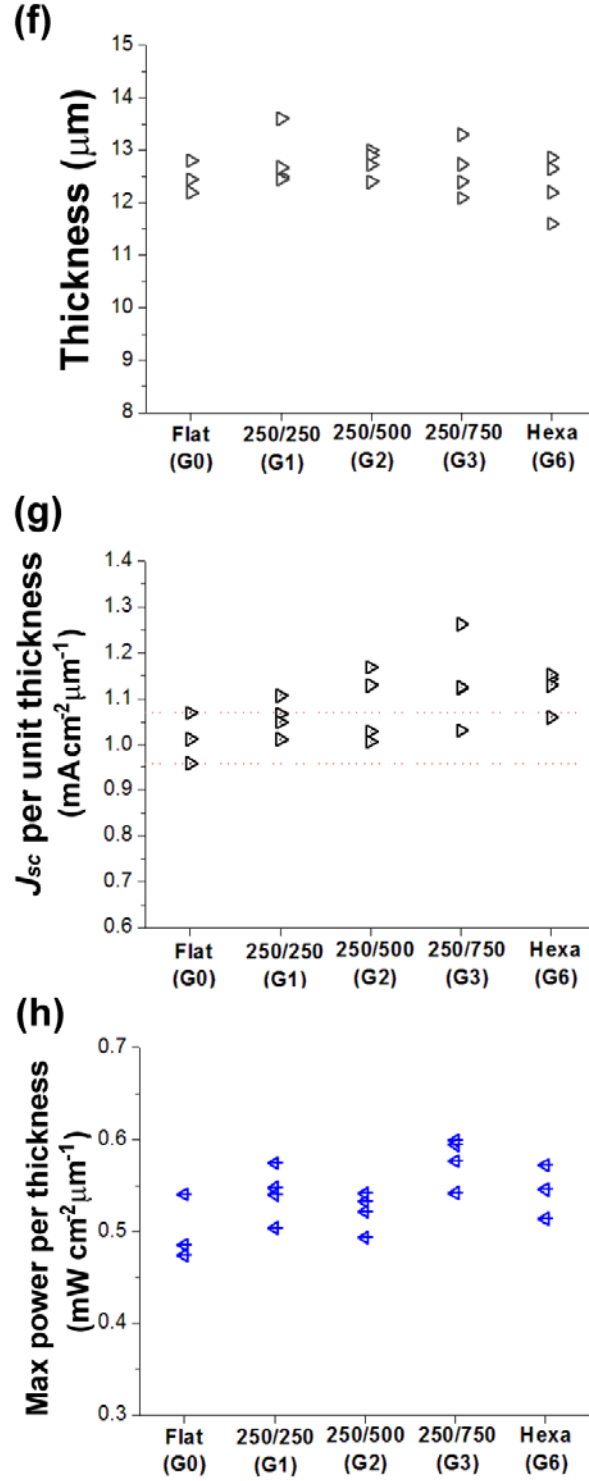 (f)
Thickness (μm)
15
14
13
12
11
10
9
8
Flat 250/250 250/500 250/750 Hexa
(G0) (G1) (G2) (G3) (G6)
(g)
Jsc per unit thickness
(mAcm-2μm-1)
1.4
1.3
1.2
1.1
1.0
0.9
0.8
0.7
0.6
Flat 250/250 250/500 250/750 Hexa
(G0) (G1) (G2) (G3) (G6)
(h)
Max power per thickness
(mW cm-2μm-1)
0.7
0.6
0.5
0.4
0.3
Flat 250/250 250/500 250/750 Hexa
(G0) (G1) (G2) (G3) (G6)